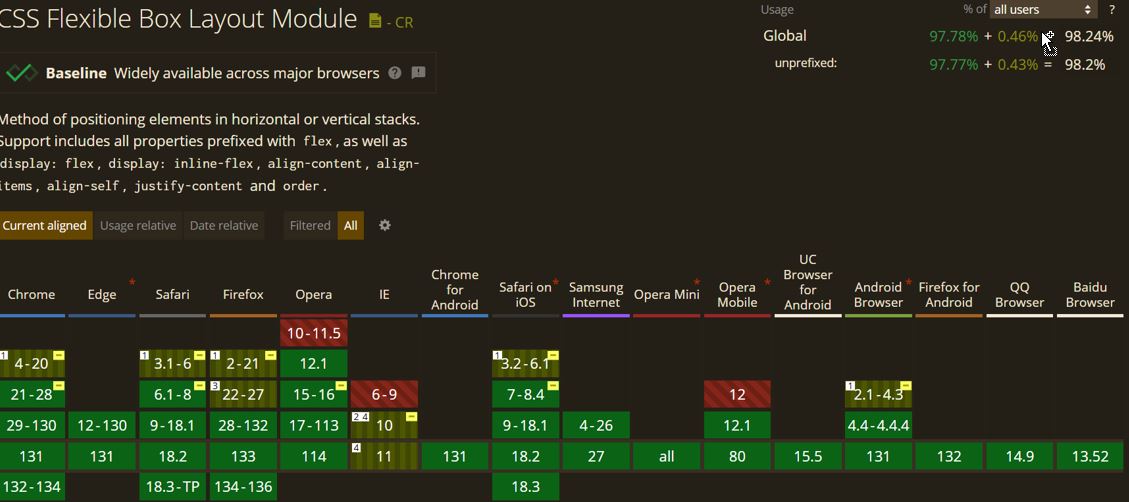 CSS Flexible Box Layout Module - CR
Usage % of all users ?
Global 97.78% + 0.46% 98.24%
unprefixed: 97.77% + 0.43% = 98.2%
Baseline Widely available across major browsers ?
Method of positioning elements in horizontal or vertical stacks.
Support includes all properties prefixed with flex, as well as
display: flex, display: inline-flex, align-content, align-
items, align-self, justify-content and order.
Current aligned Usage relative Date relative Filtered All
Chrome
Edge *
Safari
Firefox
Opera
IE
Chrome
for
Android
Safari on *
iOS
Samsung
Internet
Opera Mini *
Opera *
Mobile
UC
Browser
for
Android
Android *
Browser
Firefox for
Android
QQ
Browser
Baidu
Browser
10-11.5
1 4-20 1 3.1-6 1 2-21 12.1 1 3.2-6.1
21-28 6.1-8 3 22-27 15-16 6-9 7-8.4 12 1 2.1-4.3
29-130 12-130 9-18.1 28-132 17-113 2 4 10 9-18.1 4-26 12.1 4.4-4.4.4
131 131 18.2 133 114 4 11 131 18.2 27 all 80 15.5 131 132 14.9 13.52
132-134 18.3-TP 134-136 18.3